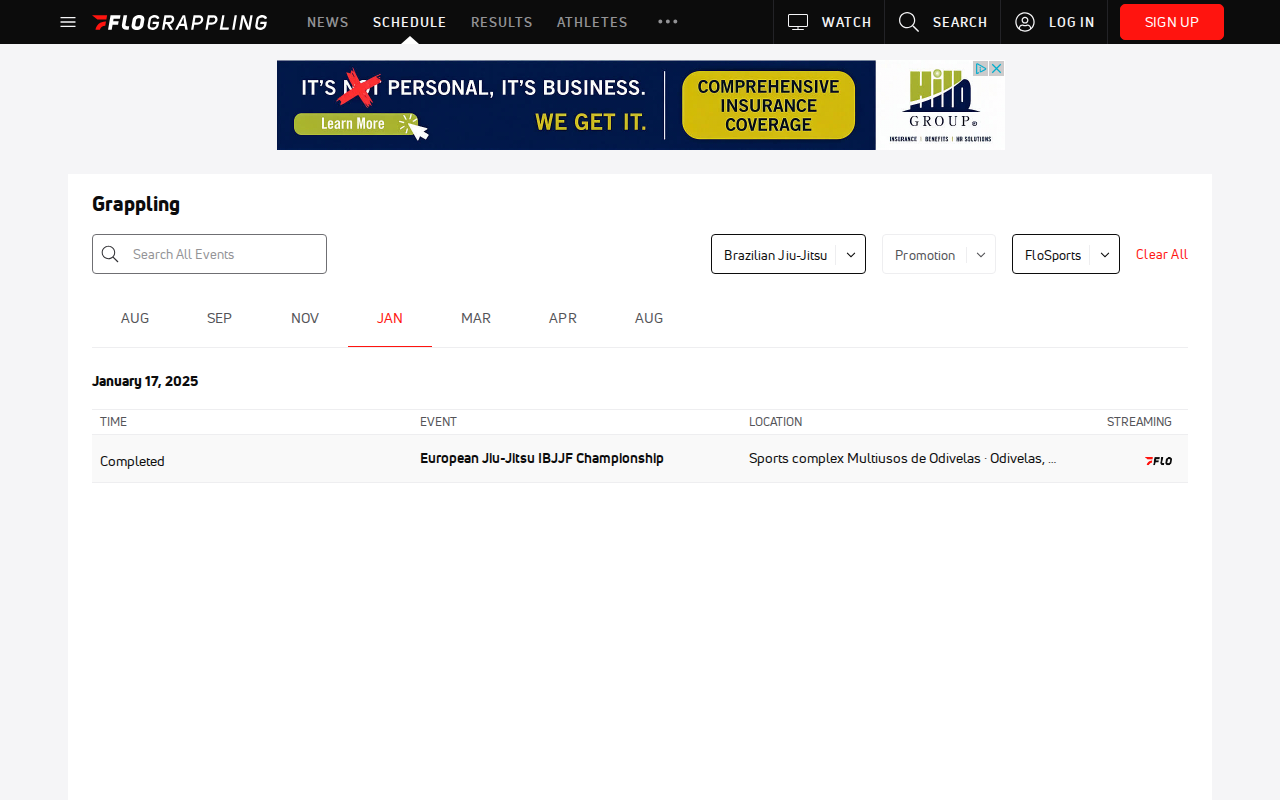 FLOGRAPPLING NEWS SCHEDULE RESULTS ATHLETES WATCH SEARCH LOG IN SIGN UP
IT'S NOT PERSONAL, IT'S BUSINESS.
Learn More
WE GET IT.
COMPREHENSIVE
INSURANCE
COVERAGE
Hill
GROUP
INSURANCE | BENEFITS | HR SOLUTIONS
Grappling
Search All Events Brazilian Jiu-Jitsu Promotion FloSports Clear All
AUG SEP NOV JAN MAR APR AUG
January 17, 2025
TIME EVENT LOCATION STREAMING
Completed European Jiu-Jitsu IBJJF Championship Sports complex Multiusos de Odivelas · Odivelas, ... FLO